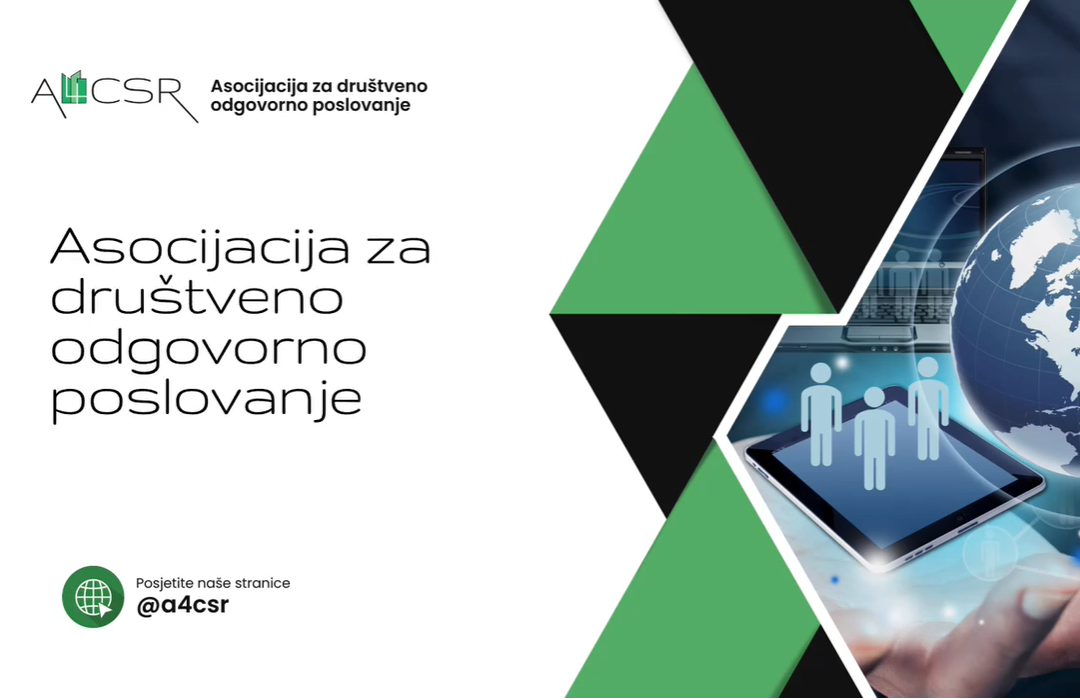 A4CSR
Asocijacija za društveno
odgovorno poslovanje
Asocijacija za
društveno
odgovorno
poslovanje
Posjetite naše stranice
@a4csr